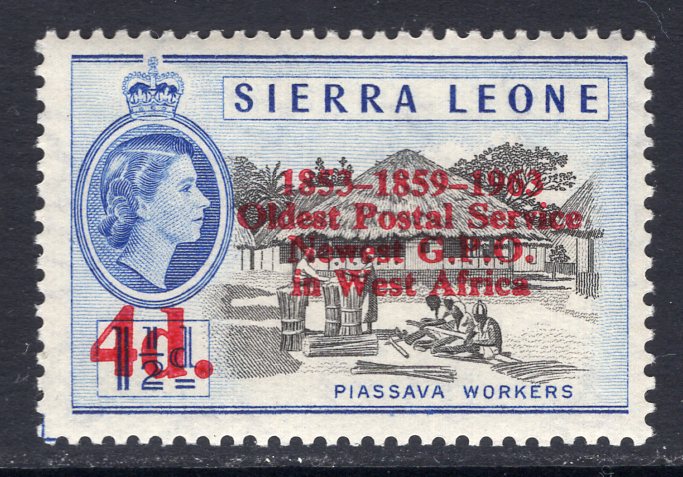 SIERRA LEONE
1853–1859–1963
Oldest Postal Service
Newest G.P.O.
in West Africa
4d.
1½d.
PIASSAVA WORKERS